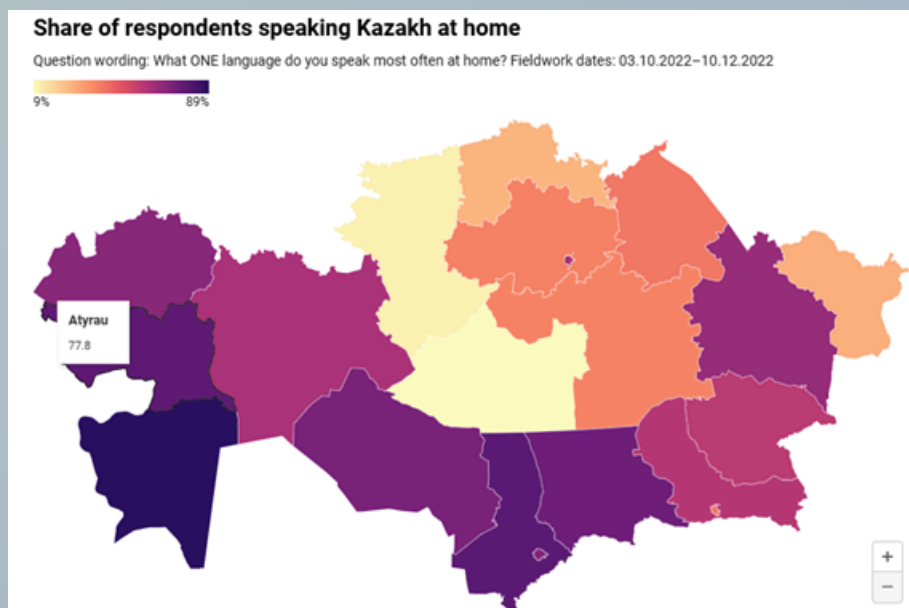 Share of respondents speaking Kazakh at home
Question wording: What ONE language do you speak most often at home? Fieldwork dates: 03.10.2022–10.12.2022
9% 89%
Atyrau
77.8
+
−